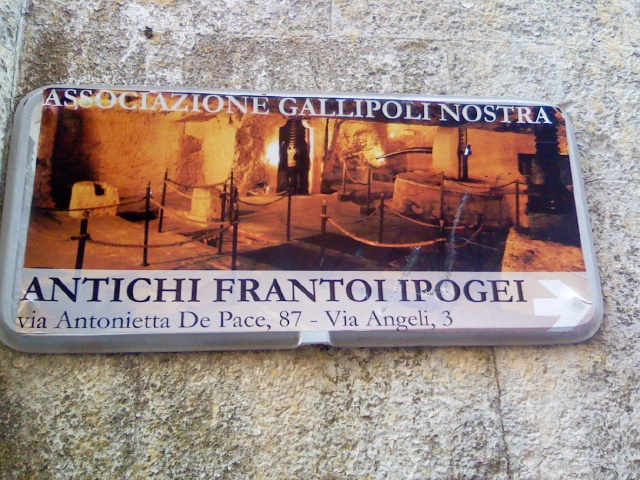 ASSOCIAZIONE GALLIPOLI NOSTRA
ANTICHI FRANTOI IPOGEI
via Antonietta De Pace, 87 - Via Angeli, 3